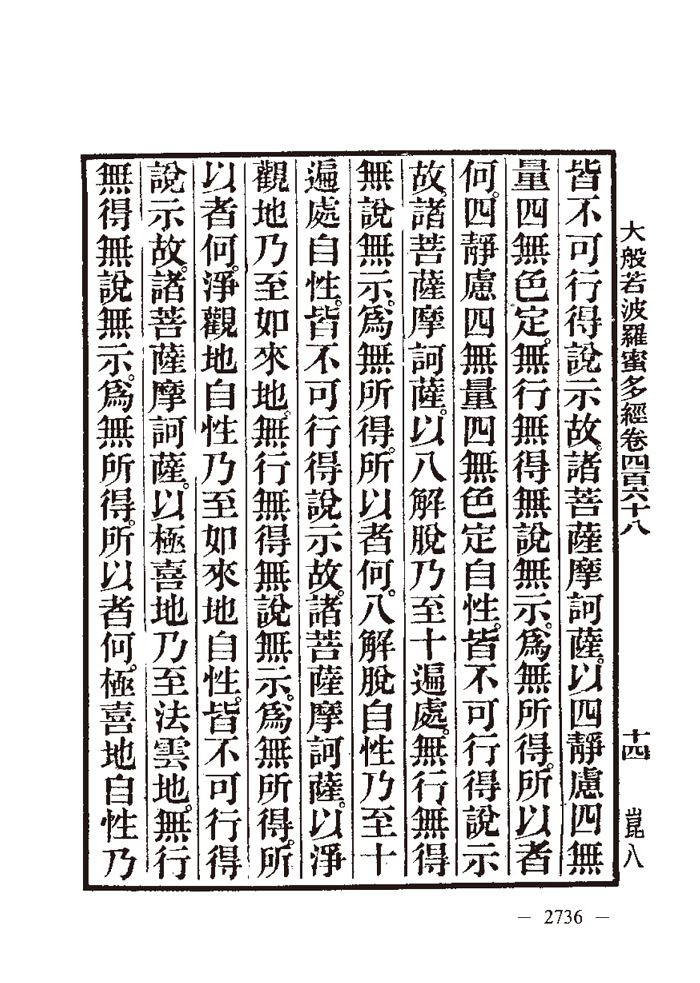 大般若波羅蜜多經卷四百六十八
十四
崑八
皆不可行得說示故。諸菩薩摩訶薩。以四靜慮四無
量四無色定。無行無得無說無示。爲無所得。所以者
何。四靜慮四無量四無色定自性。皆不可行得說示
故。諸菩薩摩訶薩。以八解脫乃至十遍處。無行無得
無說無示。爲無所得。所以者何。八解脫自性乃至十
遍處自性。皆不可行得說示故。諸菩薩摩訶薩。以淨
觀地乃至如來地。無行無得無說無示。爲無所得。所
以者何。淨觀地自性乃至如來地自性。皆不可行得
說示故。諸菩薩摩訶薩。以極喜地乃至法雲地。無行
無得無說無示。爲無所得。所以者何。極喜地自性乃
— 2736 —